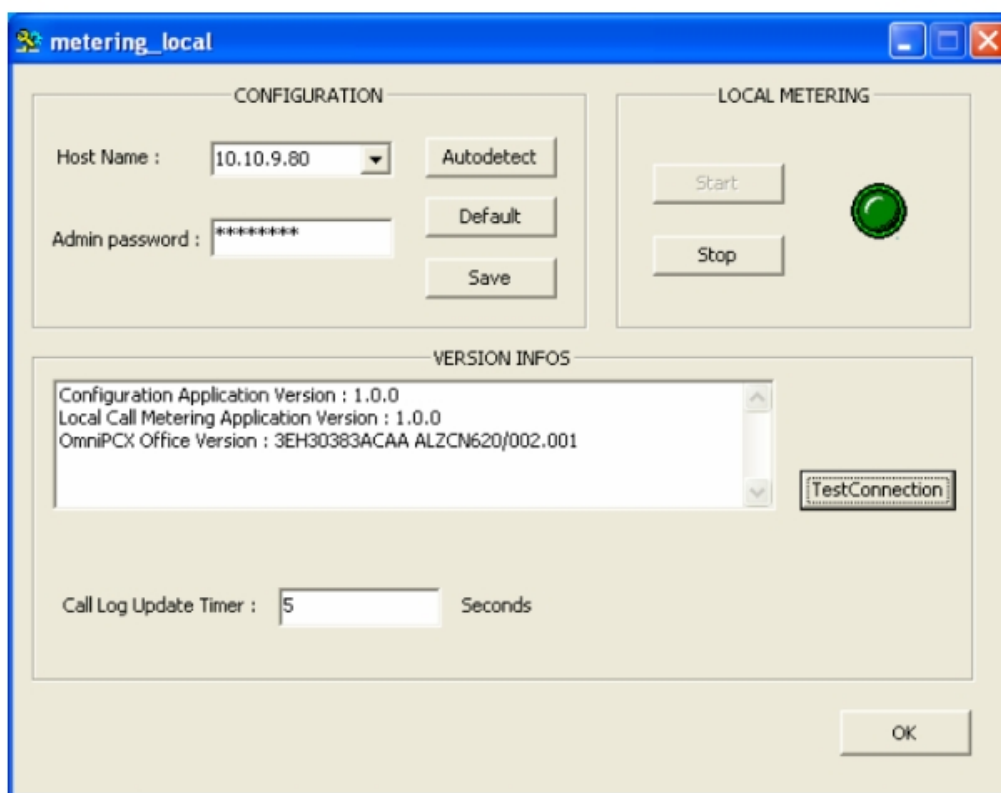 metering_local
CONFIGURATION
Host Name :
10.10.9.80
Autodetect
Admin password :
********
Default
Save
LOCAL METERING
Start
Stop
VERSION INFOS
Configuration Application Version : 1.0.0
Local Call Metering Application Version : 1.0.0
OmniPCX Office Version : 3EH30383ACAA ALZCN620/002.001
TestConnection
Call Log Update Timer :
5
Seconds
OK